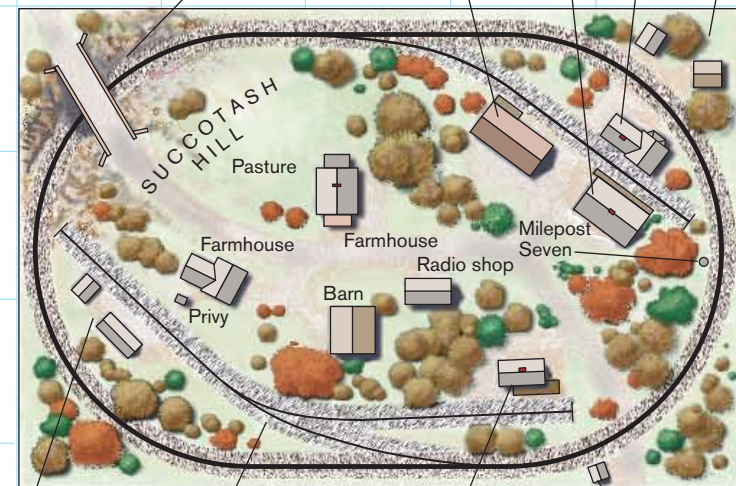 SUCCOTASH
HILL
Pasture
Farmhouse
Farmhouse
Milepost
Seven
Radio shop
Barn
Privy